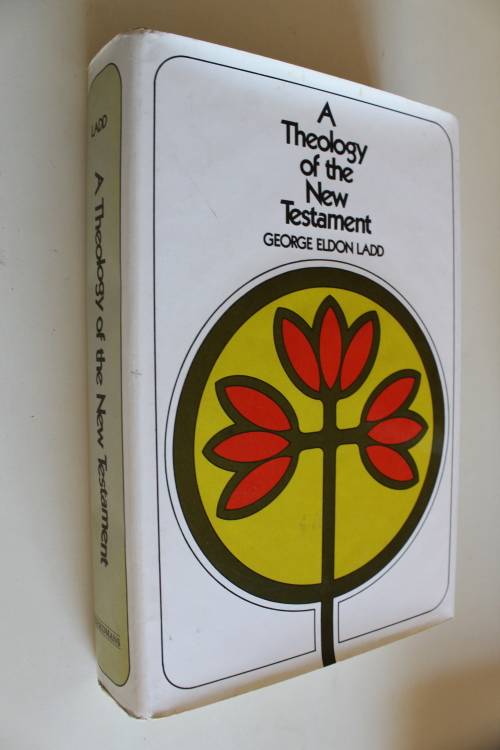 A
Theology
of the
New
Testament
GEORGE ELDON LADD
LADD
A Theology of the New Testament